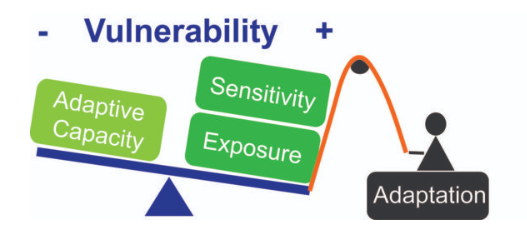 - Vulnerability +
Adaptive
Capacity
Sensitivity
Exposure
Adaptation